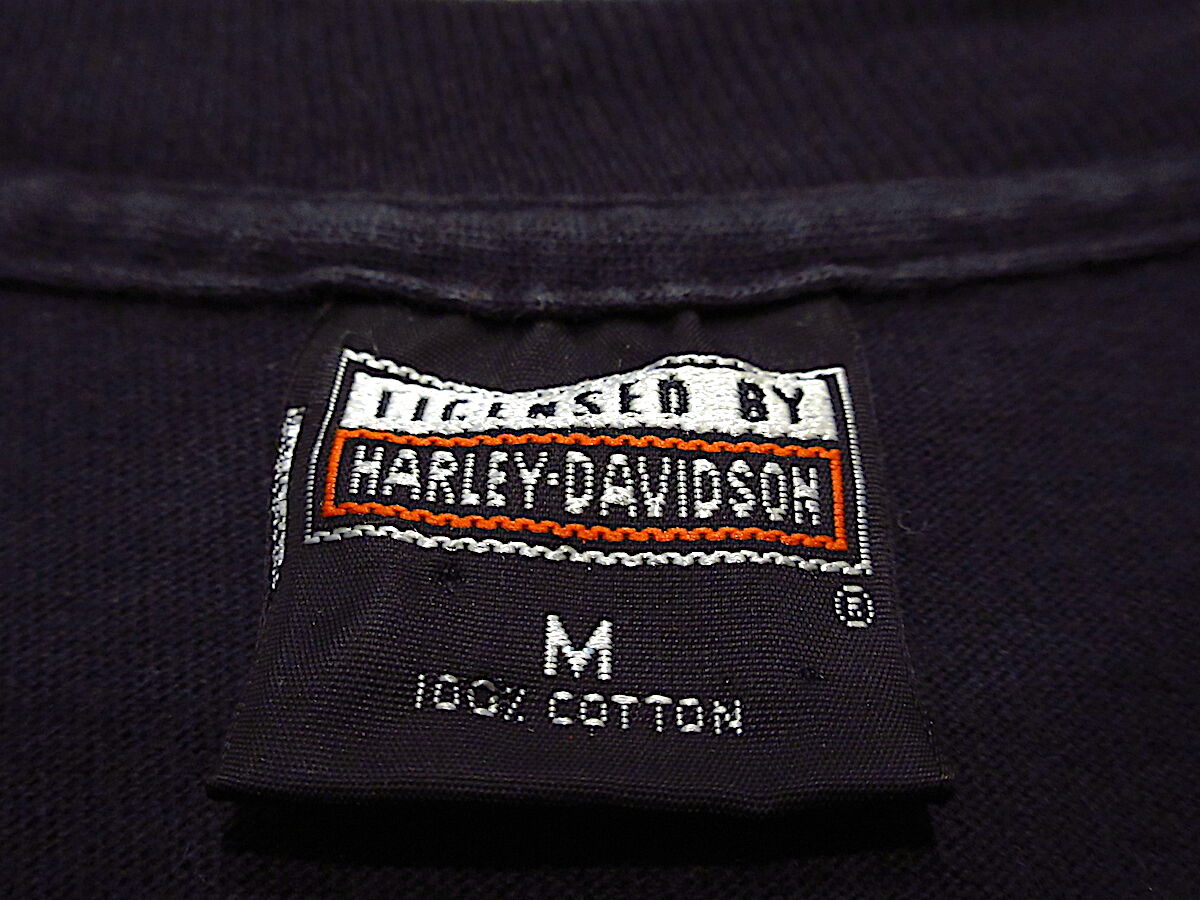 LICENSED BY
HARLEY-DAVIDSON
®
M
100% COTTON